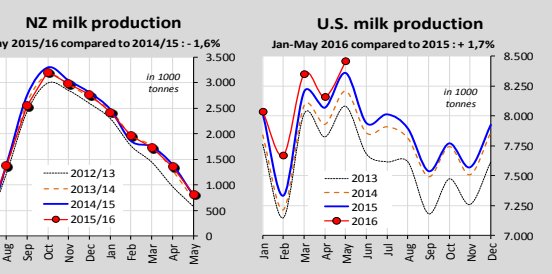 NZ milk production
y 2015/16 compared to 2014/15 : - 1,6%
in 1000
tonnes
3.500
3.000
2.500
2.000
1.500
1.000
500
0
2012/13
2013/14
2014/15
2015/16
Aug Sep Oct Nov Dec Jan Feb Mar Apr May
U.S. milk production
Jan-May 2016 compared to 2015 : + 1,7%
in 1000
tonnes
8.500
8.250
8.000
7.750
7.500
7.250
7.000
2013
2014
2015
2016
Jan Feb Mar Apr May Jun Jul Aug Sep Oct Nov Dec